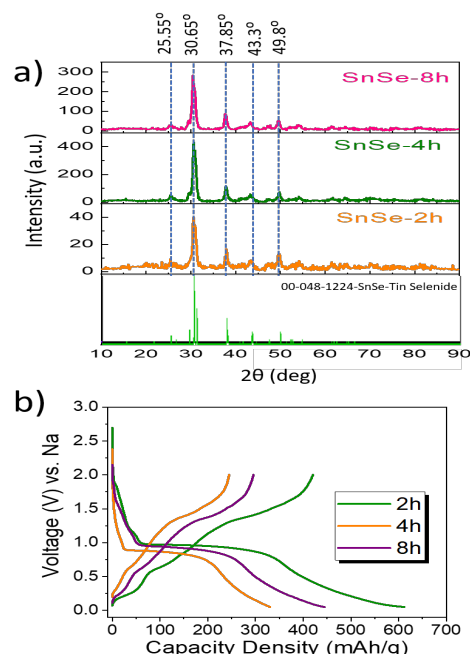 25.55° 30.65° 37.85° 43.3° 49.8°
a)
Intensity (a.u.)
300
200
100
0
SnSe-8h
400
200
0
SnSe-4h
40
20
0
SnSe-2h
00-048-1224-SnSe-Tin Selenide
10 20 30 40 50 60 70 80 90
2θ (deg)
b)
Voltage (V) vs. Na
3.0
2.5
2.0
1.5
1.0
0.5
0.0
2h
4h
8h
0 100 200 300 400 500 600 700
Capacity Density (mAh/g)